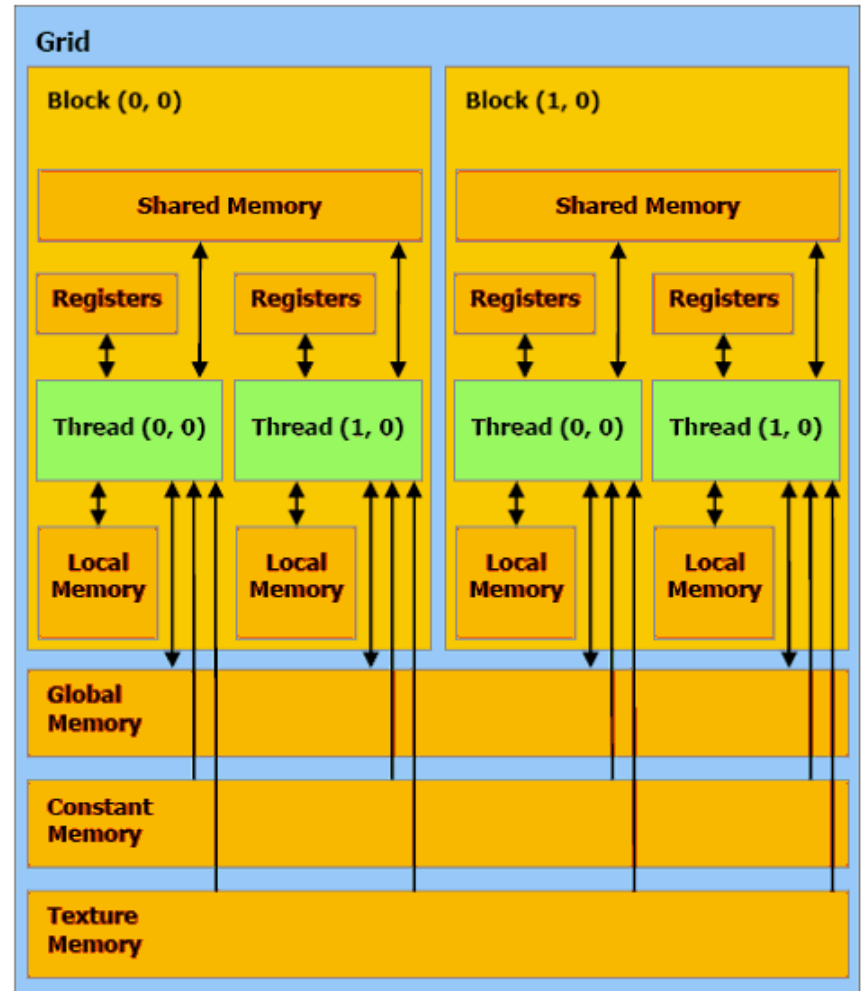 Grid
Block (0, 0)
Block (1, 0)
Shared Memory
Shared Memory
Registers
Registers
Registers
Registers
Thread (0, 0)
Thread (1, 0)
Thread (0, 0)
Thread (1, 0)
Local
Memory
Local
Memory
Local
Memory
Local
Memory
Global
Memory
Constant
Memory
Texture
Memory